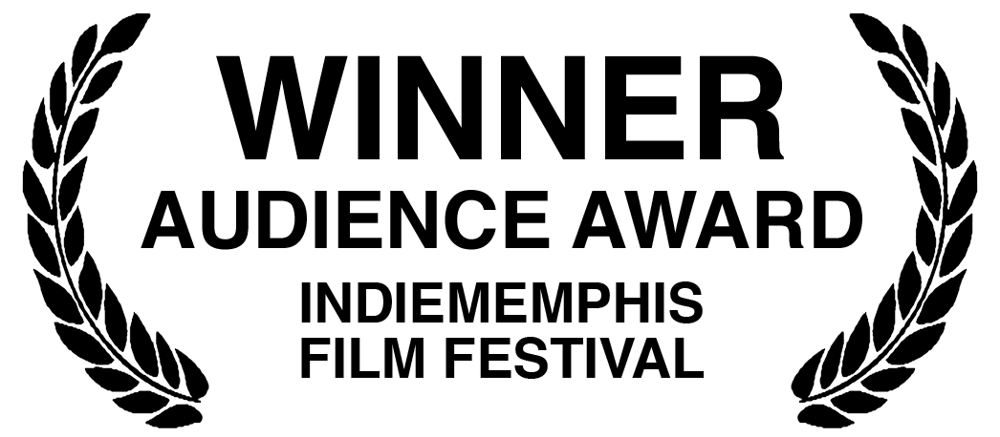 WINNER
AUDIENCE AWARD
INDIEMEMPHIS
FILM FESTIVAL